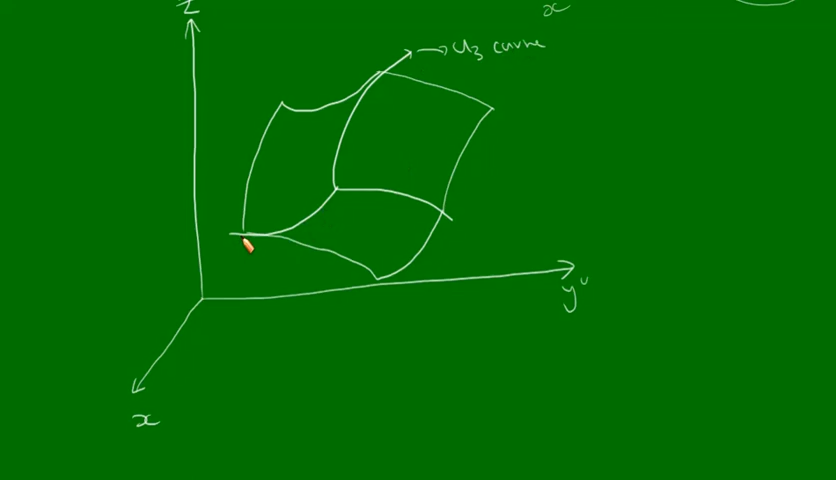 z
x
→ u3 curve
y
x